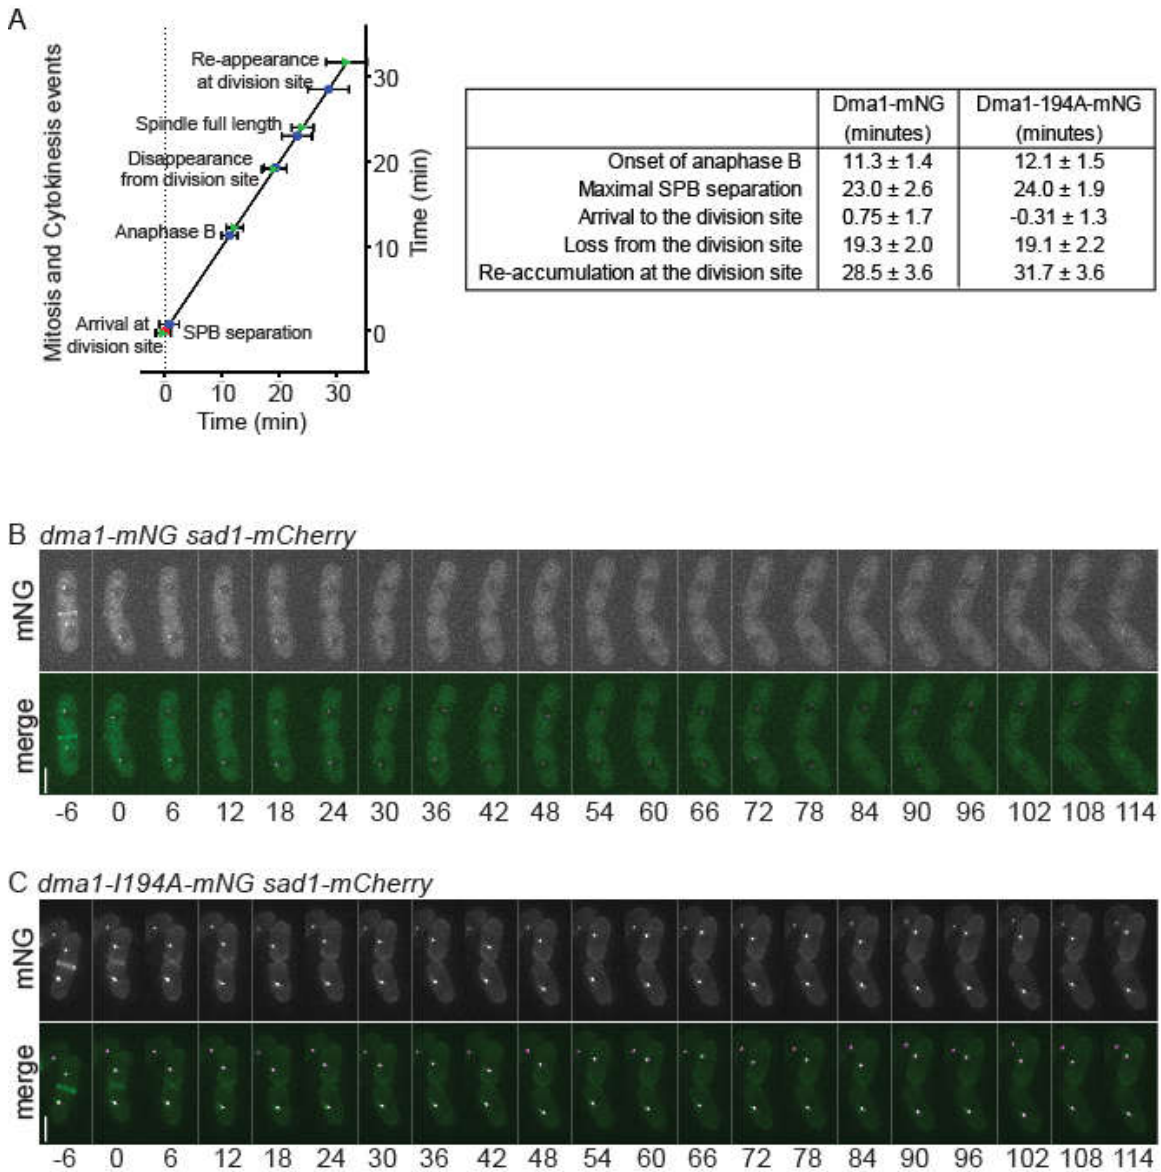 A
Mitosis and Cytokinesis events
Re-appearance
at division site
Spindle full length
Disappearance
from division site
Anaphase B
Arrival at
division site
SPB separation
30
20
10
0
Time (min)
0 10 20 30
Time (min)
Dma1-mNG Dma1-194A-mNG
(minutes) (minutes)
Onset of anaphase B 11.3 ± 1.4 12.1 ± 1.5
Maximal SPB separation 23.0 ± 2.6 24.0 ± 1.9
Arrival to the division site 0.75 ± 1.7 -0.31 ± 1.3
Loss from the division site 19.3 ± 2.0 19.1 ± 2.2
Re-accumulation at the division site 28.5 ± 3.6 31.7 ± 3.6
B dma1-mNG sad1-mCherry
mNG
merge
-6 0 6 12 18 24 30 36 42 48 54 60 66 72 78 84 90 96 102 108 114
C dma1-I194A-mNG sad1-mCherry
mNG
merge
-6 0 6 12 18 24 30 36 42 48 54 60 66 72 78 84 90 96 102 108 114